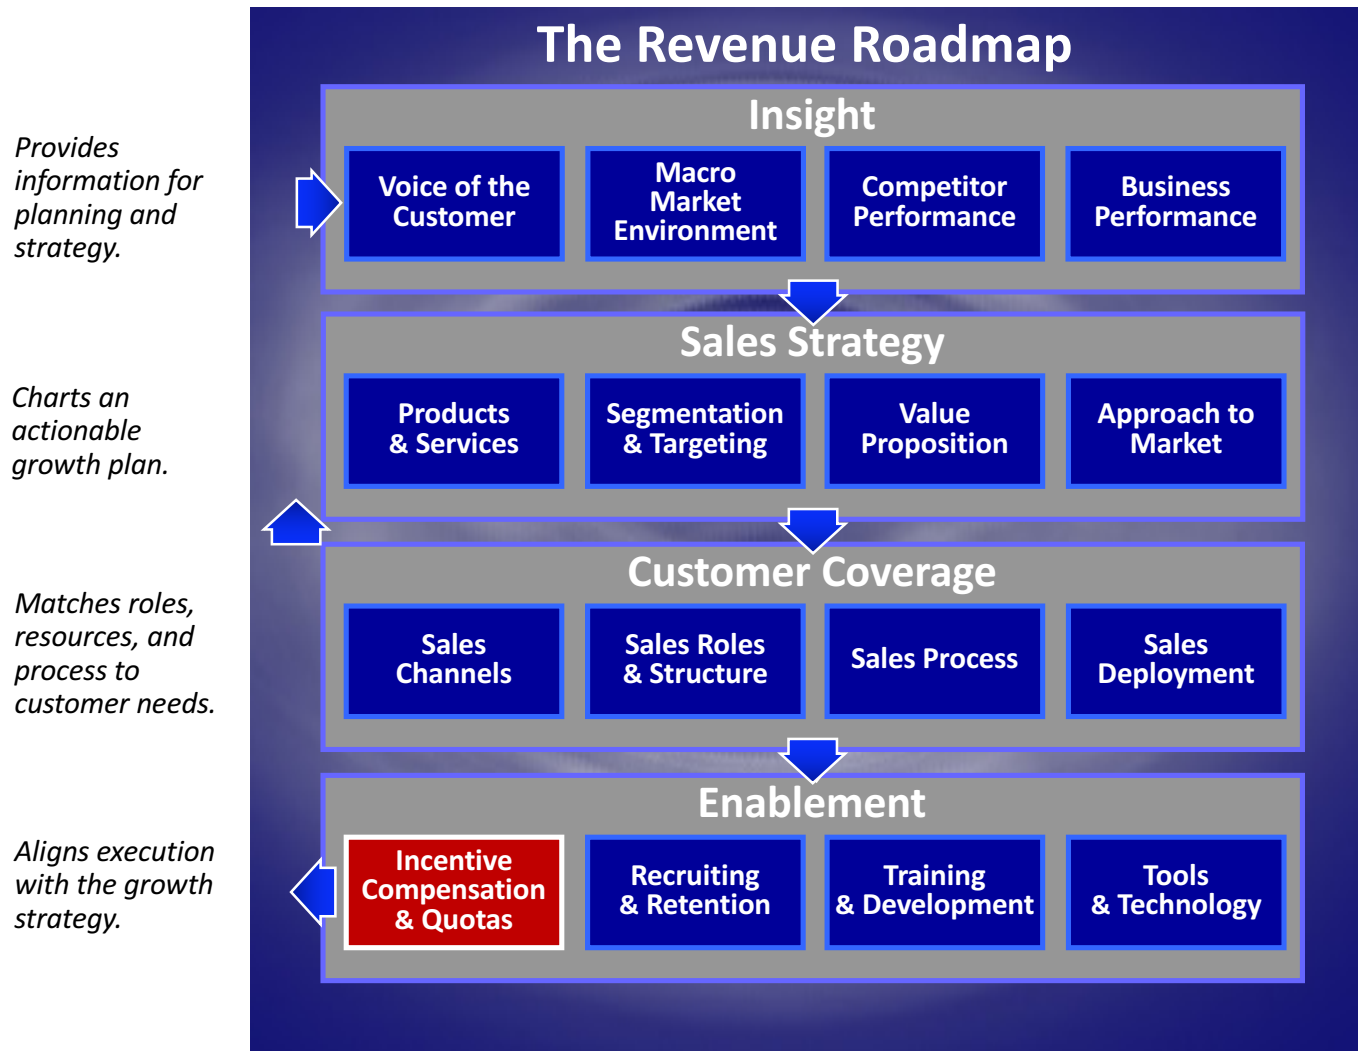 The Revenue Roadmap
Provides
information for
planning and
strategy.
Insight
Voice of the
Customer
Macro
Market
Environment
Competitor
Performance
Business
Performance
Charts an
actionable
growth plan.
Sales Strategy
Products
& Services
Segmentation
& Targeting
Value
Proposition
Approach to
Market
Matches roles,
resources, and
process to
customer needs.
Customer Coverage
Sales
Channels
Sales Roles
& Structure
Sales Process
Sales
Deployment
Aligns execution
with the growth
strategy.
Enablement
Incentive
Compensation
& Quotas
Recruiting
& Retention
Training
& Development
Tools
& Technology